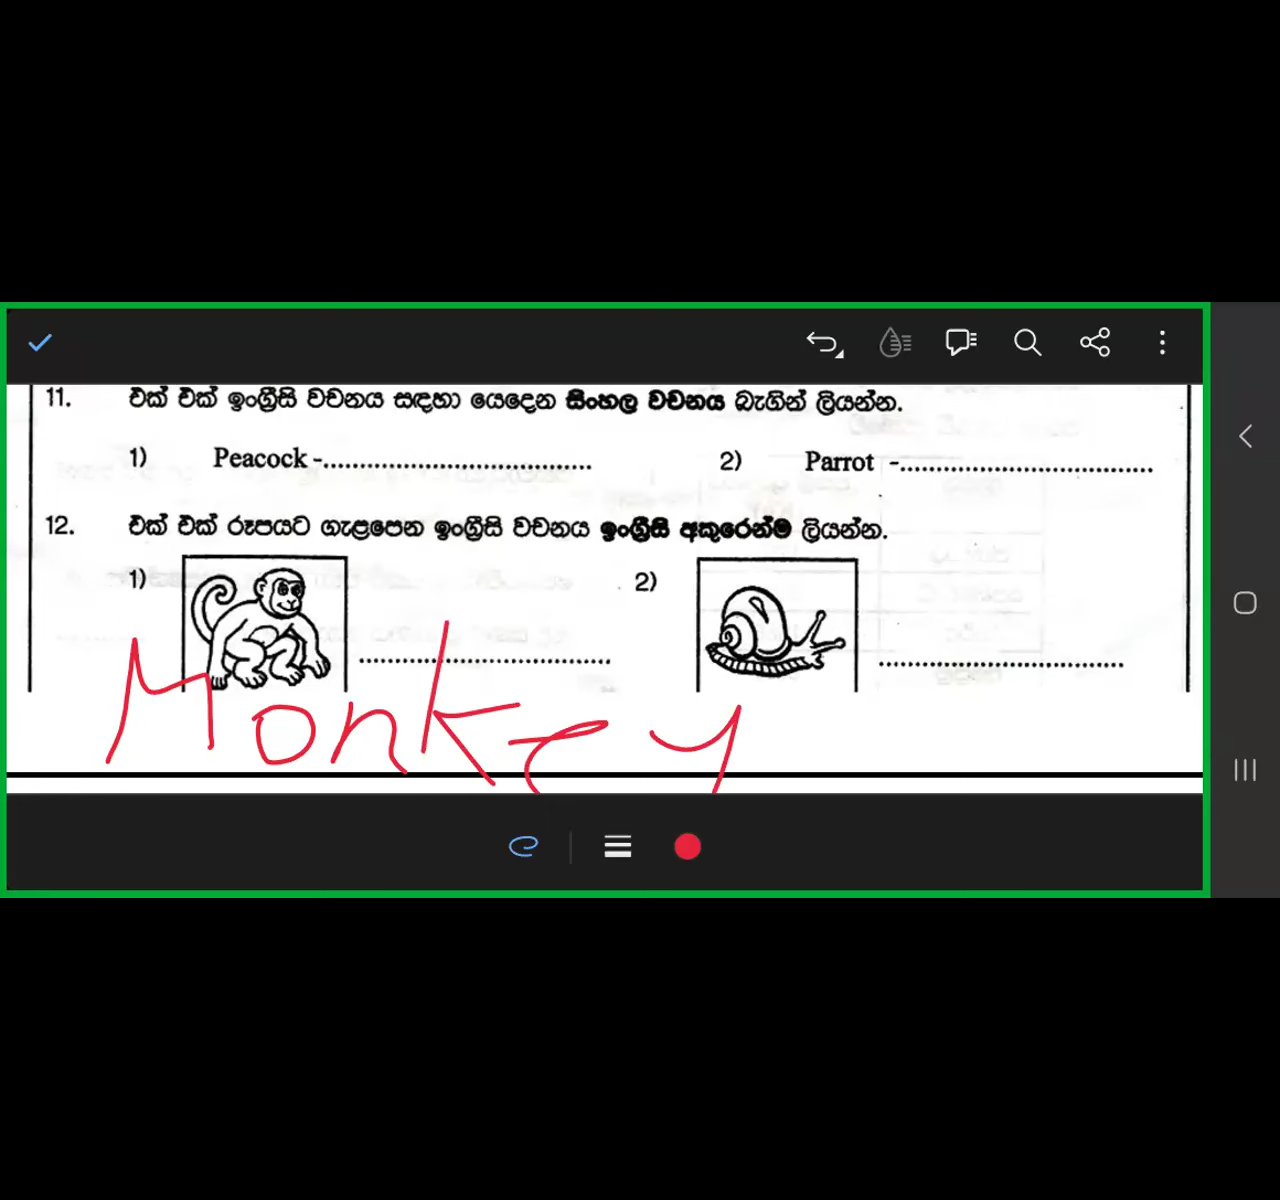 11. එක් එක් ඉංග්‍රීසි වචනය සඳහා යෙදෙන සිංහල වචනය බැගින් ලියන්න.
1) Peacock -........................................ 2) Parrot -........................................
12. එක් එක් රූපයට ගැළපෙන ඉංග්‍රීසි වචනය ඉංග්‍රීසි අකුරෙන්ම ලියන්න.
1) ........................................ 2) ........................................
Monkey